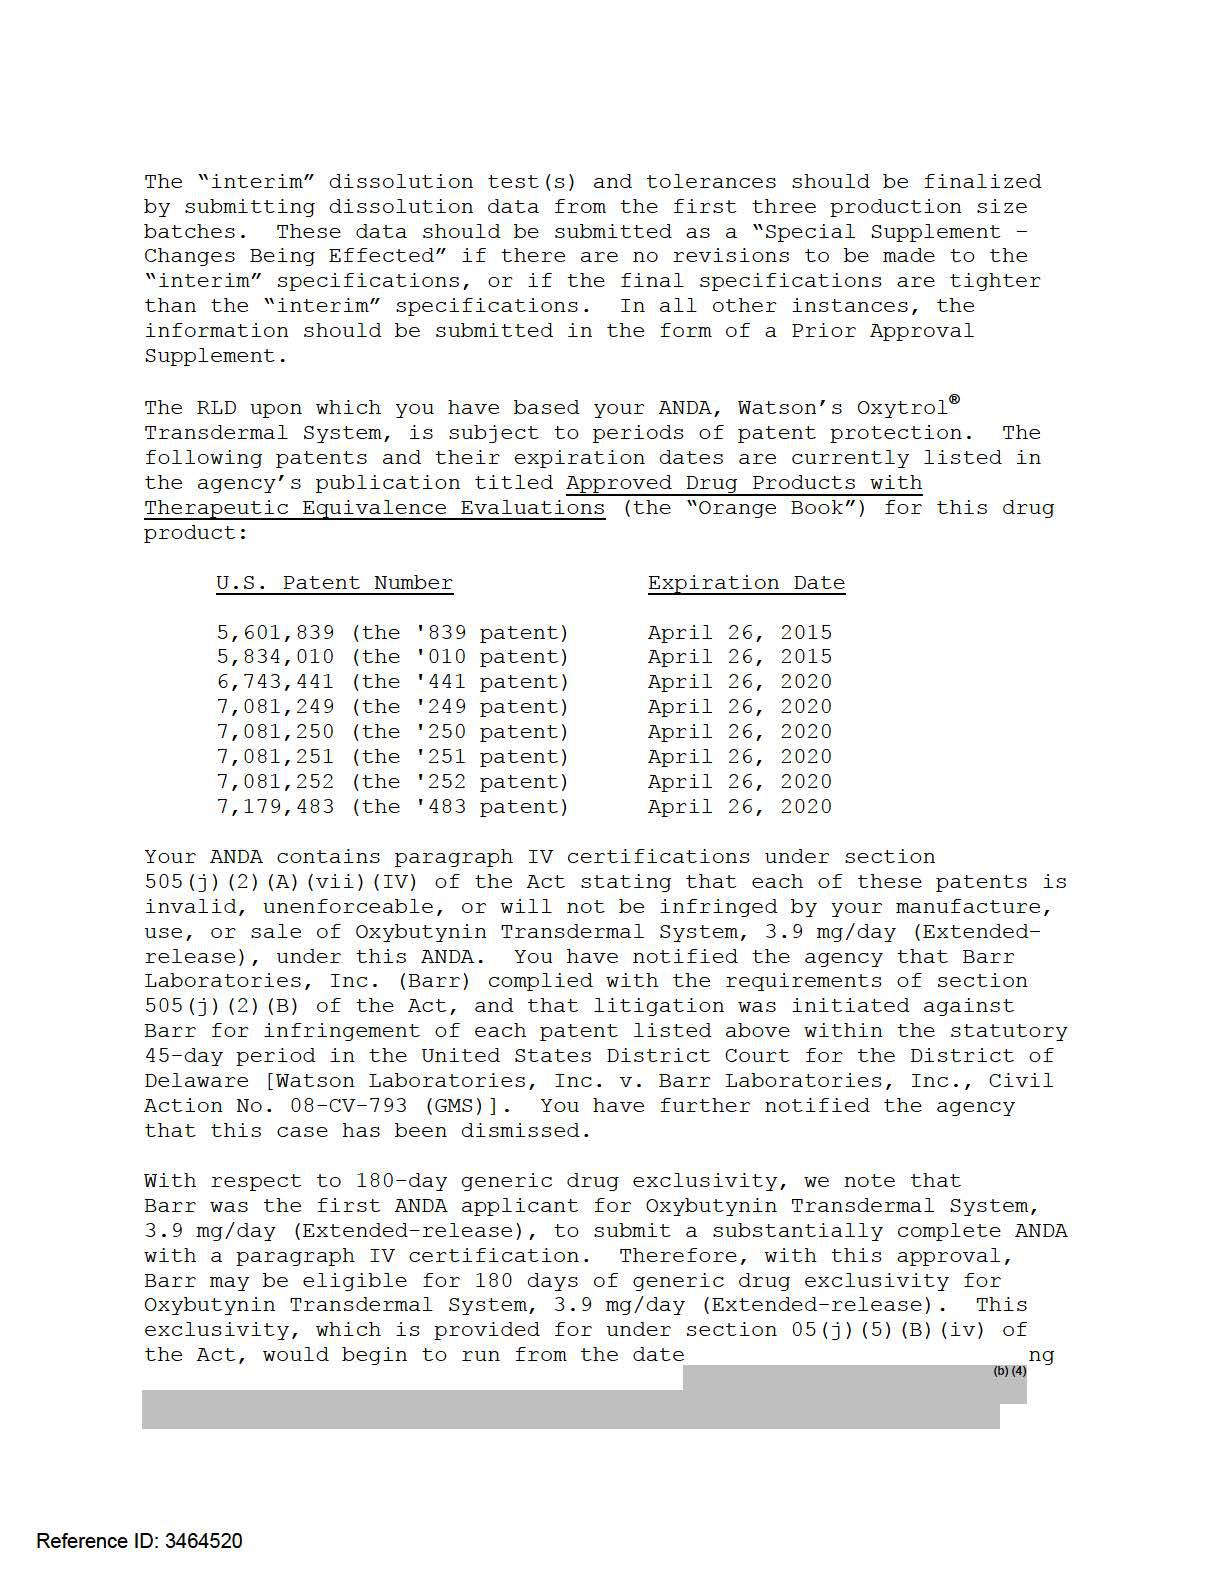 The “interim” dissolution test(s) and tolerances should be finalized
by submitting dissolution data from the first three production size
batches.  These data should be submitted as a “Special Supplement –
Changes Being Effected” if there are no revisions to be made to the
“interim” specifications, or if the final specifications are tighter
than the “interim” specifications.  In all other instances, the
information should be submitted in the form of a Prior Approval
Supplement.
The RLD upon which you have based your ANDA, Watson’s Oxytrol®
Transdermal System, is subject to periods of patent protection.  The
following patents and their expiration dates are currently listed in
the agency’s publication titled Approved Drug Products with
Therapeutic Equivalence Evaluations (the “Orange Book”) for this drug
product:
U.S. Patent Number Expiration Date
5,601,839 (the '839 patent) April 26, 2015
5,834,010 (the '010 patent) April 26, 2015
6,743,441 (the '441 patent) April 26, 2020
7,081,249 (the '249 patent) April 26, 2020
7,081,250 (the '250 patent) April 26, 2020
7,081,251 (the '251 patent) April 26, 2020
7,081,252 (the '252 patent) April 26, 2020
7,179,483 (the '483 patent) April 26, 2020
Your ANDA contains paragraph IV certifications under section
505(j)(2)(A)(vii)(IV) of the Act stating that each of these patents is
invalid, unenforceable, or will not be infringed by your manufacture,
use, or sale of Oxybutynin Transdermal System, 3.9 mg/day (Extended-
release), under this ANDA.  You have notified the agency that Barr
Laboratories, Inc. (Barr) complied with the requirements of section
505(j)(2)(B) of the Act, and that litigation was initiated against
Barr for infringement of each patent listed above within the statutory
45-day period in the United States District Court for the District of
Delaware [Watson Laboratories, Inc. v. Barr Laboratories, Inc., Civil
Action No. 08-CV-793 (GMS)].  You have further notified the agency
that this case has been dismissed.
With respect to 180-day generic drug exclusivity, we note that
Barr was the first ANDA applicant for Oxybutynin Transdermal System,
3.9 mg/day (Extended-release), to submit a substantially complete ANDA
with a paragraph IV certification.  Therefore, with this approval,
Barr may be eligible for 180 days of generic drug exclusivity for
Oxybutynin Transdermal System, 3.9 mg/day (Extended-release).  This
exclusivity, which is provided for under section 05(j)(5)(B)(iv) of
the Act, would begin to run from the date ng
(b) (4)
Reference ID: 3464520